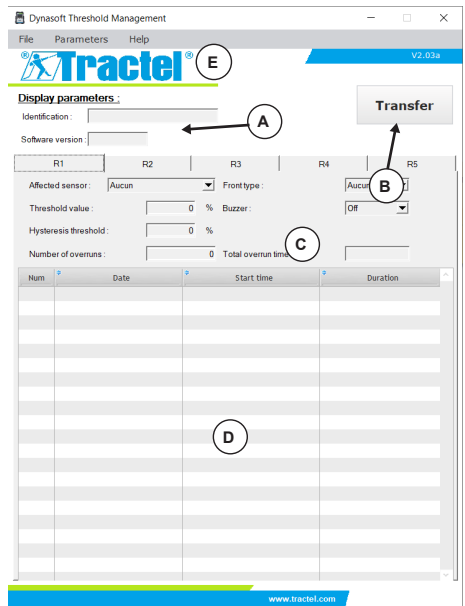 Dynasoft Threshold Management
File Parameters Help
Tractel ® E
V2.03a
Display parameters :
Identification :
A
Transfer
Software version :
R1 R2 R3 R4 R5
Affected sensor : Aucun Front type : Aucun
B
Threshold value : 0 % Buzzer : Off
Hysteresis threshold : 0 %
C
Number of overruns : 0 Total overrun time
Num Date Start time Duration
D
www.tractel.com